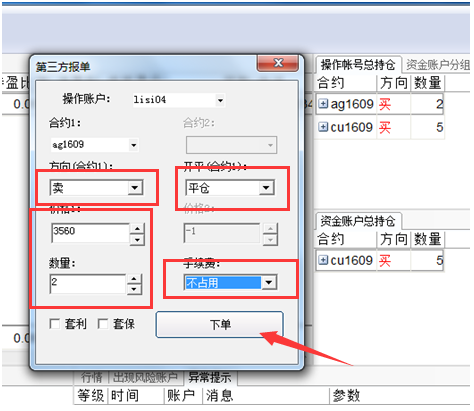 第三方报单
操作账户: lisi04
合约1: 合约2:
ag1609
方向(合约1): 开平(合约1):
卖 平仓
价格1: 价格2:
3560 -1
数量: 手续费:
2 不占用
套利 套保 下单
操作帐号总持仓 资金账户分组
合约 方向 数量
ag1609 买 2
cu1609 买 5
资金账户总持仓
合约 方向 数量
cu1609 买 5
行情 出现风险账户 异常提示
等级 时间 账户 消息 参数